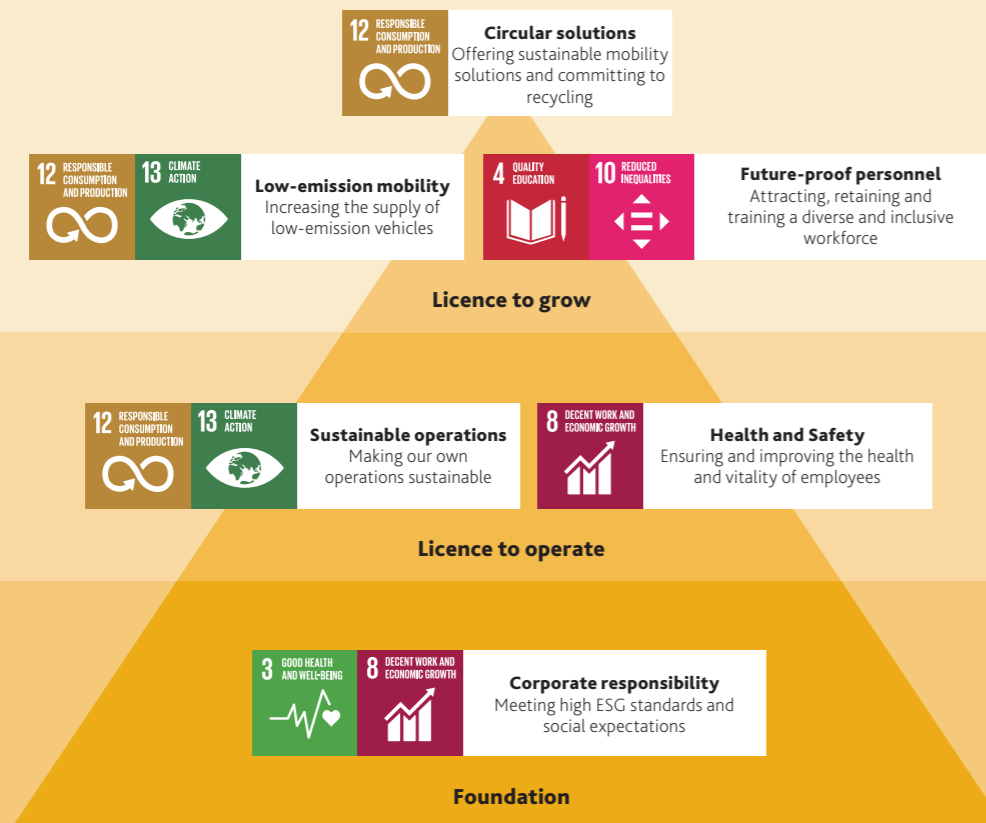 12 RESPONSIBLE
CONSUMPTION
AND PRODUCTION
Circular solutions
Offering sustainable mobility
solutions and committing to
recycling
12 RESPONSIBLE
CONSUMPTION
AND PRODUCTION
13 CLIMATE
ACTION
Low-emission mobility
Increasing the supply of
low-emission vehicles
4 QUALITY
EDUCATION
10 REDUCED
INEQUALITIES
Future-proof personnel
Attracting, retaining and
training a diverse and inclusive
workforce
Licence to grow
12 RESPONSIBLE
CONSUMPTION
AND PRODUCTION
13 CLIMATE
ACTION
Sustainable operations
Making our own
operations sustainable
8 DECENT WORK AND
ECONOMIC GROWTH
Health and Safety
Ensuring and improving the health
and vitality of employees
Licence to operate
3 GOOD HEALTH
AND WELL-BEING
8 DECENT WORK AND
ECONOMIC GROWTH
Corporate responsibility
Meeting high ESG standards and
social expectations
Foundation